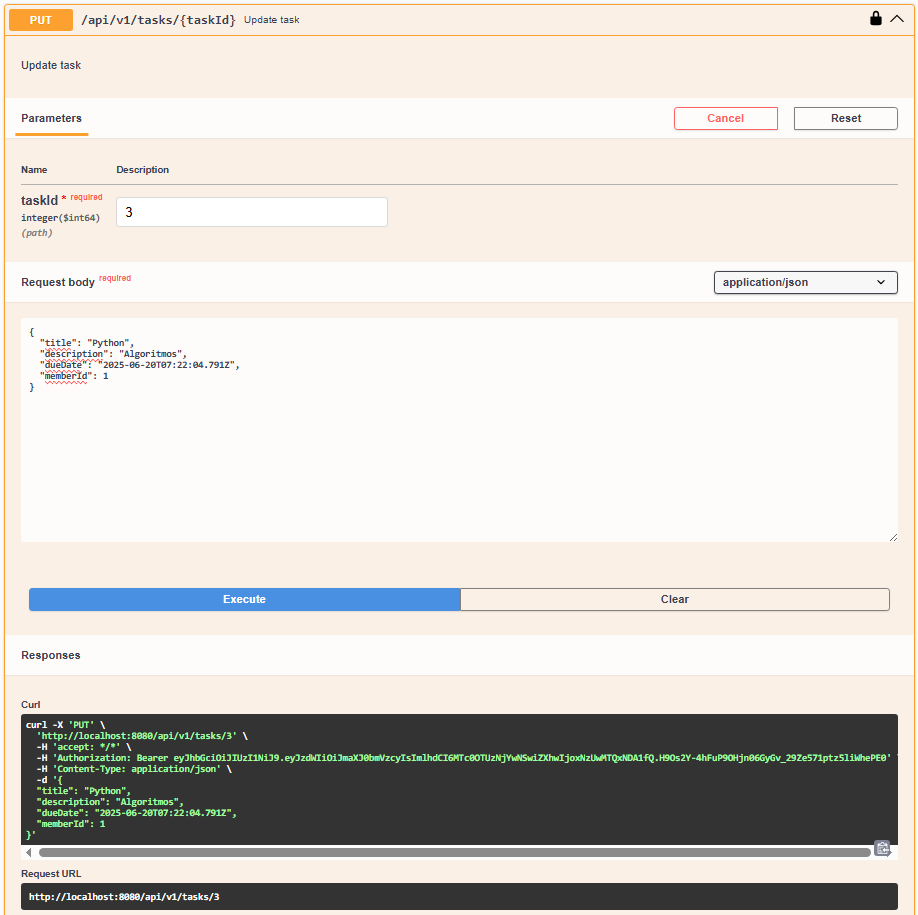 PUT /api/v1/tasks/{taskId} Update task
Update task
Parameters Cancel Reset
Name Description
taskId * required
integer($int64)
(path)
3
Request body required application/json
{
"title": "Python",
"description": "Algoritmos",
"dueDate": "2025-06-20T07:22:04.791Z",
"memberId": 1
}
Execute Clear
Responses
Curl
curl -X 'PUT' \
'http://localhost:8080/api/v1/tasks/3' \
-H 'accept: */*' \
-H 'Authorization: Bearer eyJhbGciOiJIUzI1NiJ9.eyJzdWIiOiJmaXJ0bmVzcyIsImlhdCI6MTc0OTUzNjYwNSwiZXhwIjoxNzUwMTQxNDA1fQ.H9Os2Y-4hFuP9OHjn06GyGv_29Ze571ptz5liWhePE0' \
-H 'Content-Type: application/json' \
-d '{
"title": "Python",
"description": "Algoritmos",
"dueDate": "2025-06-20T07:22:04.791Z",
"memberId": 1
}'
Request URL
http://localhost:8080/api/v1/tasks/3